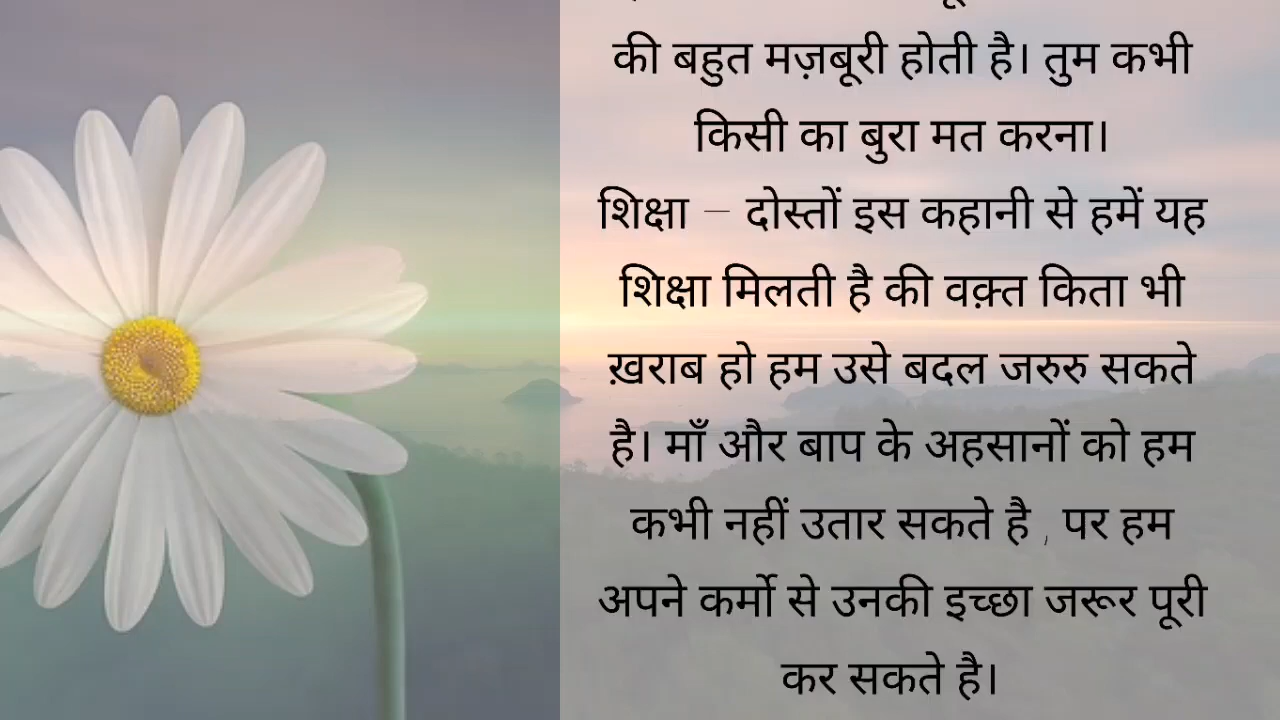 की बहुत मज़बूरी होती है। तुम कभी
किसी का बुरा मत करना।
शिक्षा – दोस्तों इस कहानी से हमें यह
शिक्षा मिलती है की वक़्त किता भी
ख़राब हो हम उसे बदल जरुरु सकते
है। माँ और बाप के अहसानों को हम
कभी नहीं उतार सकते है , पर हम
अपने कर्मो से उनकी इच्छा जरूर पूरी
कर सकते है।